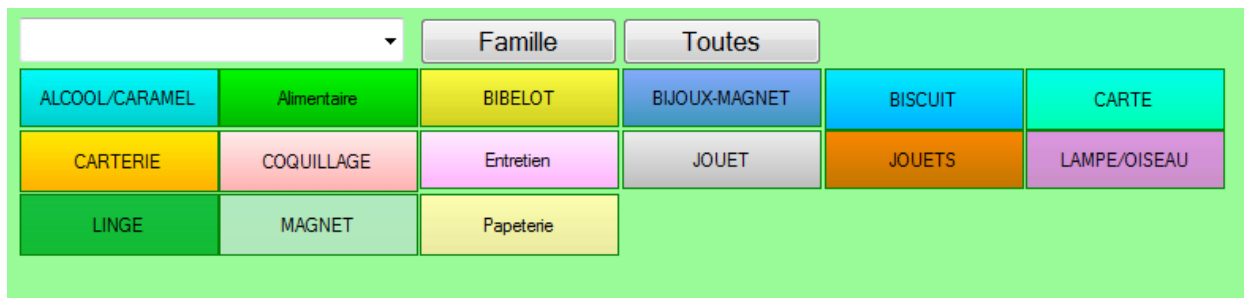 Famille Toutes
ALCOOL/CARAMEL Alimentaire BIBELOT BIJOUX-MAGNET BISCUIT CARTE
CARTERIE COQUILLAGE Entretien JOUET JOUETS LAMPE/OISEAU
LINGE MAGNET Papeterie